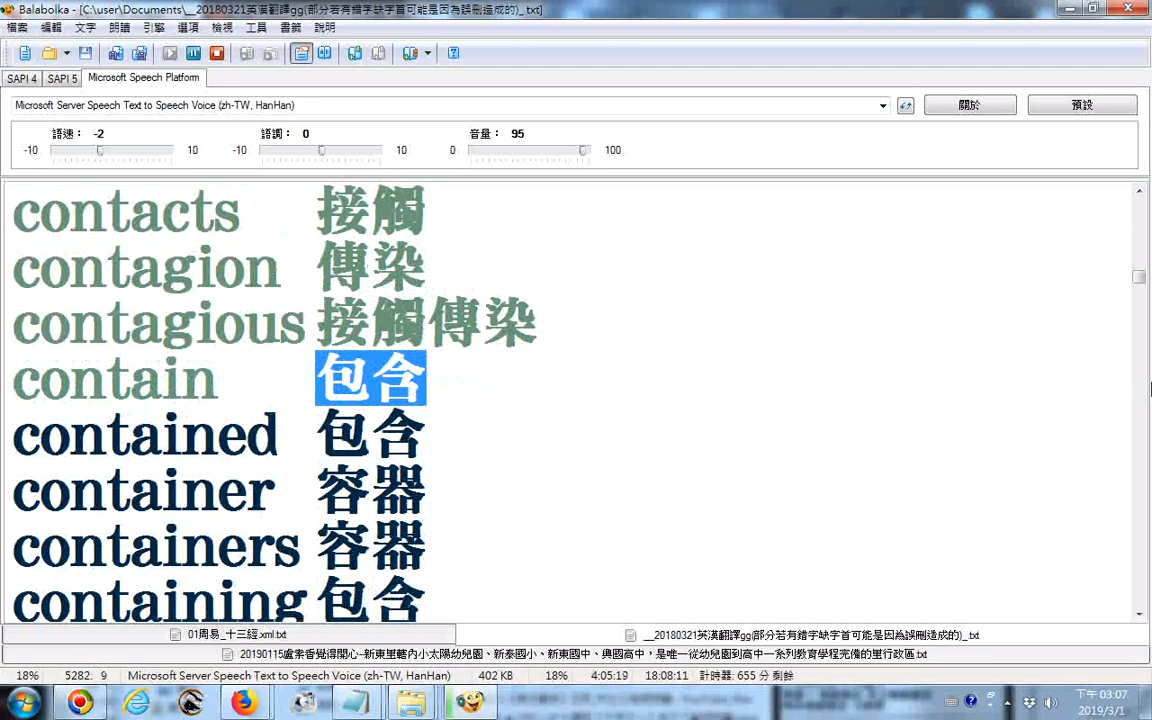 Balabolka - [C:\user\Documents\__20180321英漢翻譯gg(部分若有錯字缺字首可能是因為誤刪造成的)_.txt]
檔案 編輯 文字 朗讀 引擎 選項 檢視 工具 書籤 說明
SAPI 4 SAPI 5 Microsoft Speech Platform
Microsoft Server Speech Text to Speech Voice (zh-TW, HanHan) 關於 預設
語速： -2 語調： 0 音量： 95
-10 10 -10 10 0 100
contacts 接觸
contagion 傳染
contagious 接觸傳染
contain 包含
contained 包含
container 容器
containers 容器
containing 包含
01周易_十三經.xml.txt __20180321英漢翻譯gg(部分若有錯字缺字首可能是因為誤刪造成的)_.txt
20190115盧素香覺得開心--新東里轄內小太陽幼兒園、新泰國小、新東國中、興國高中，是唯一從幼兒園到高中一系列教育學程完備的里行政區.txt
18% 5282: 9 Microsoft Server Speech Text to Speech Voice (zh-TW, HanHan) 402 KB 18% 4:05:19 18:08:11 計時器: 655 分 剩餘
下午 03:07
2019/3/1